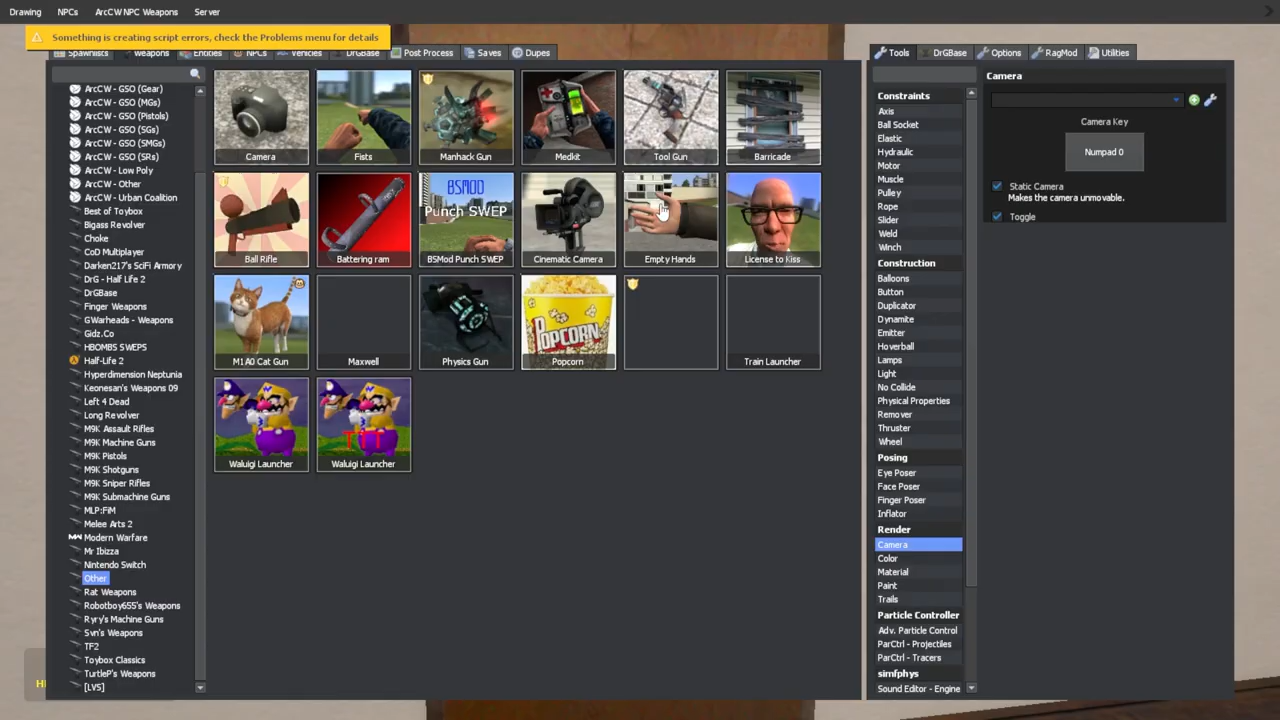 Drawing NPCs ArcCW NPC Weapons Server
Something is creating script errors, check the Problems menu for details
Spawnlists Weapons Entities NPCs Vehicles DrGBase Post Process Saves Dupes
ArcCW - GSO (Gear)
ArcCW - GSO (MGs)
ArcCW - GSO (Pistols)
ArcCW - GSO (SGs)
ArcCW - GSO (SMGs)
ArcCW - GSO (SRs)
ArcCW - Low Poly
ArcCW - Other
ArcCW - Urban Coalition
Best of Toybox
Bigass Revolver
Choke
CoD Multiplayer
Darken217's SciFi Armory
DrG - Half Life 2
DrGBase
Finger Weapons
GWarheads - Weapons
Gidz.Co
HBOMBS SWEPS
Half-Life 2
Hyperdimension Neptunia
Keonesan's Weapons 09
Left 4 Dead
Long Revolver
M9K Assault Rifles
M9K Machine Guns
M9K Pistols
M9K Shotguns
M9K Sniper Rifles
M9K Submachine Guns
MLP:FiM
Melee Arts 2
Modern Warfare
Mr Ibizza
Nintendo Switch
Other
Rat Weapons
Robotboy655's Weapons
Ryry's Machine Guns
Svn's Weapons
TF2
Toybox Classics
TurtleP's Weapons
[LVS]
Camera Fists Manhack Gun Medkit Tool Gun Barricade
BSMOD
Punch SWEP
Ball Rifle Battering ram BSMod Punch SWEP Cinematic Camera Empty Hands License to Kiss
POPCORN
M1A0 Cat Gun Maxwell Physics Gun Popcorn Train Launcher
TTT
Waluigi Launcher Waluigi Launcher
Tools DrGBase Options RagMod Utilities
Constraints
Axis
Ball Socket
Elastic
Hydraulic
Motor
Muscle
Pulley
Rope
Slider
Weld
Winch
Construction
Balloons
Button
Duplicator
Dynamite
Emitter
Hoverball
Lamps
Light
No Collide
Physical Properties
Remover
Thruster
Wheel
Posing
Eye Poser
Face Poser
Finger Poser
Inflator
Render
Camera
Color
Material
Paint
Trails
Particle Controller
Adv. Particle Control
ParCtrl - Projectiles
ParCtrl - Tracers
simfphys
Sound Editor - Engine
Camera
Camera Key
Numpad 0
Static Camera
Makes the camera unmovable.
Toggle